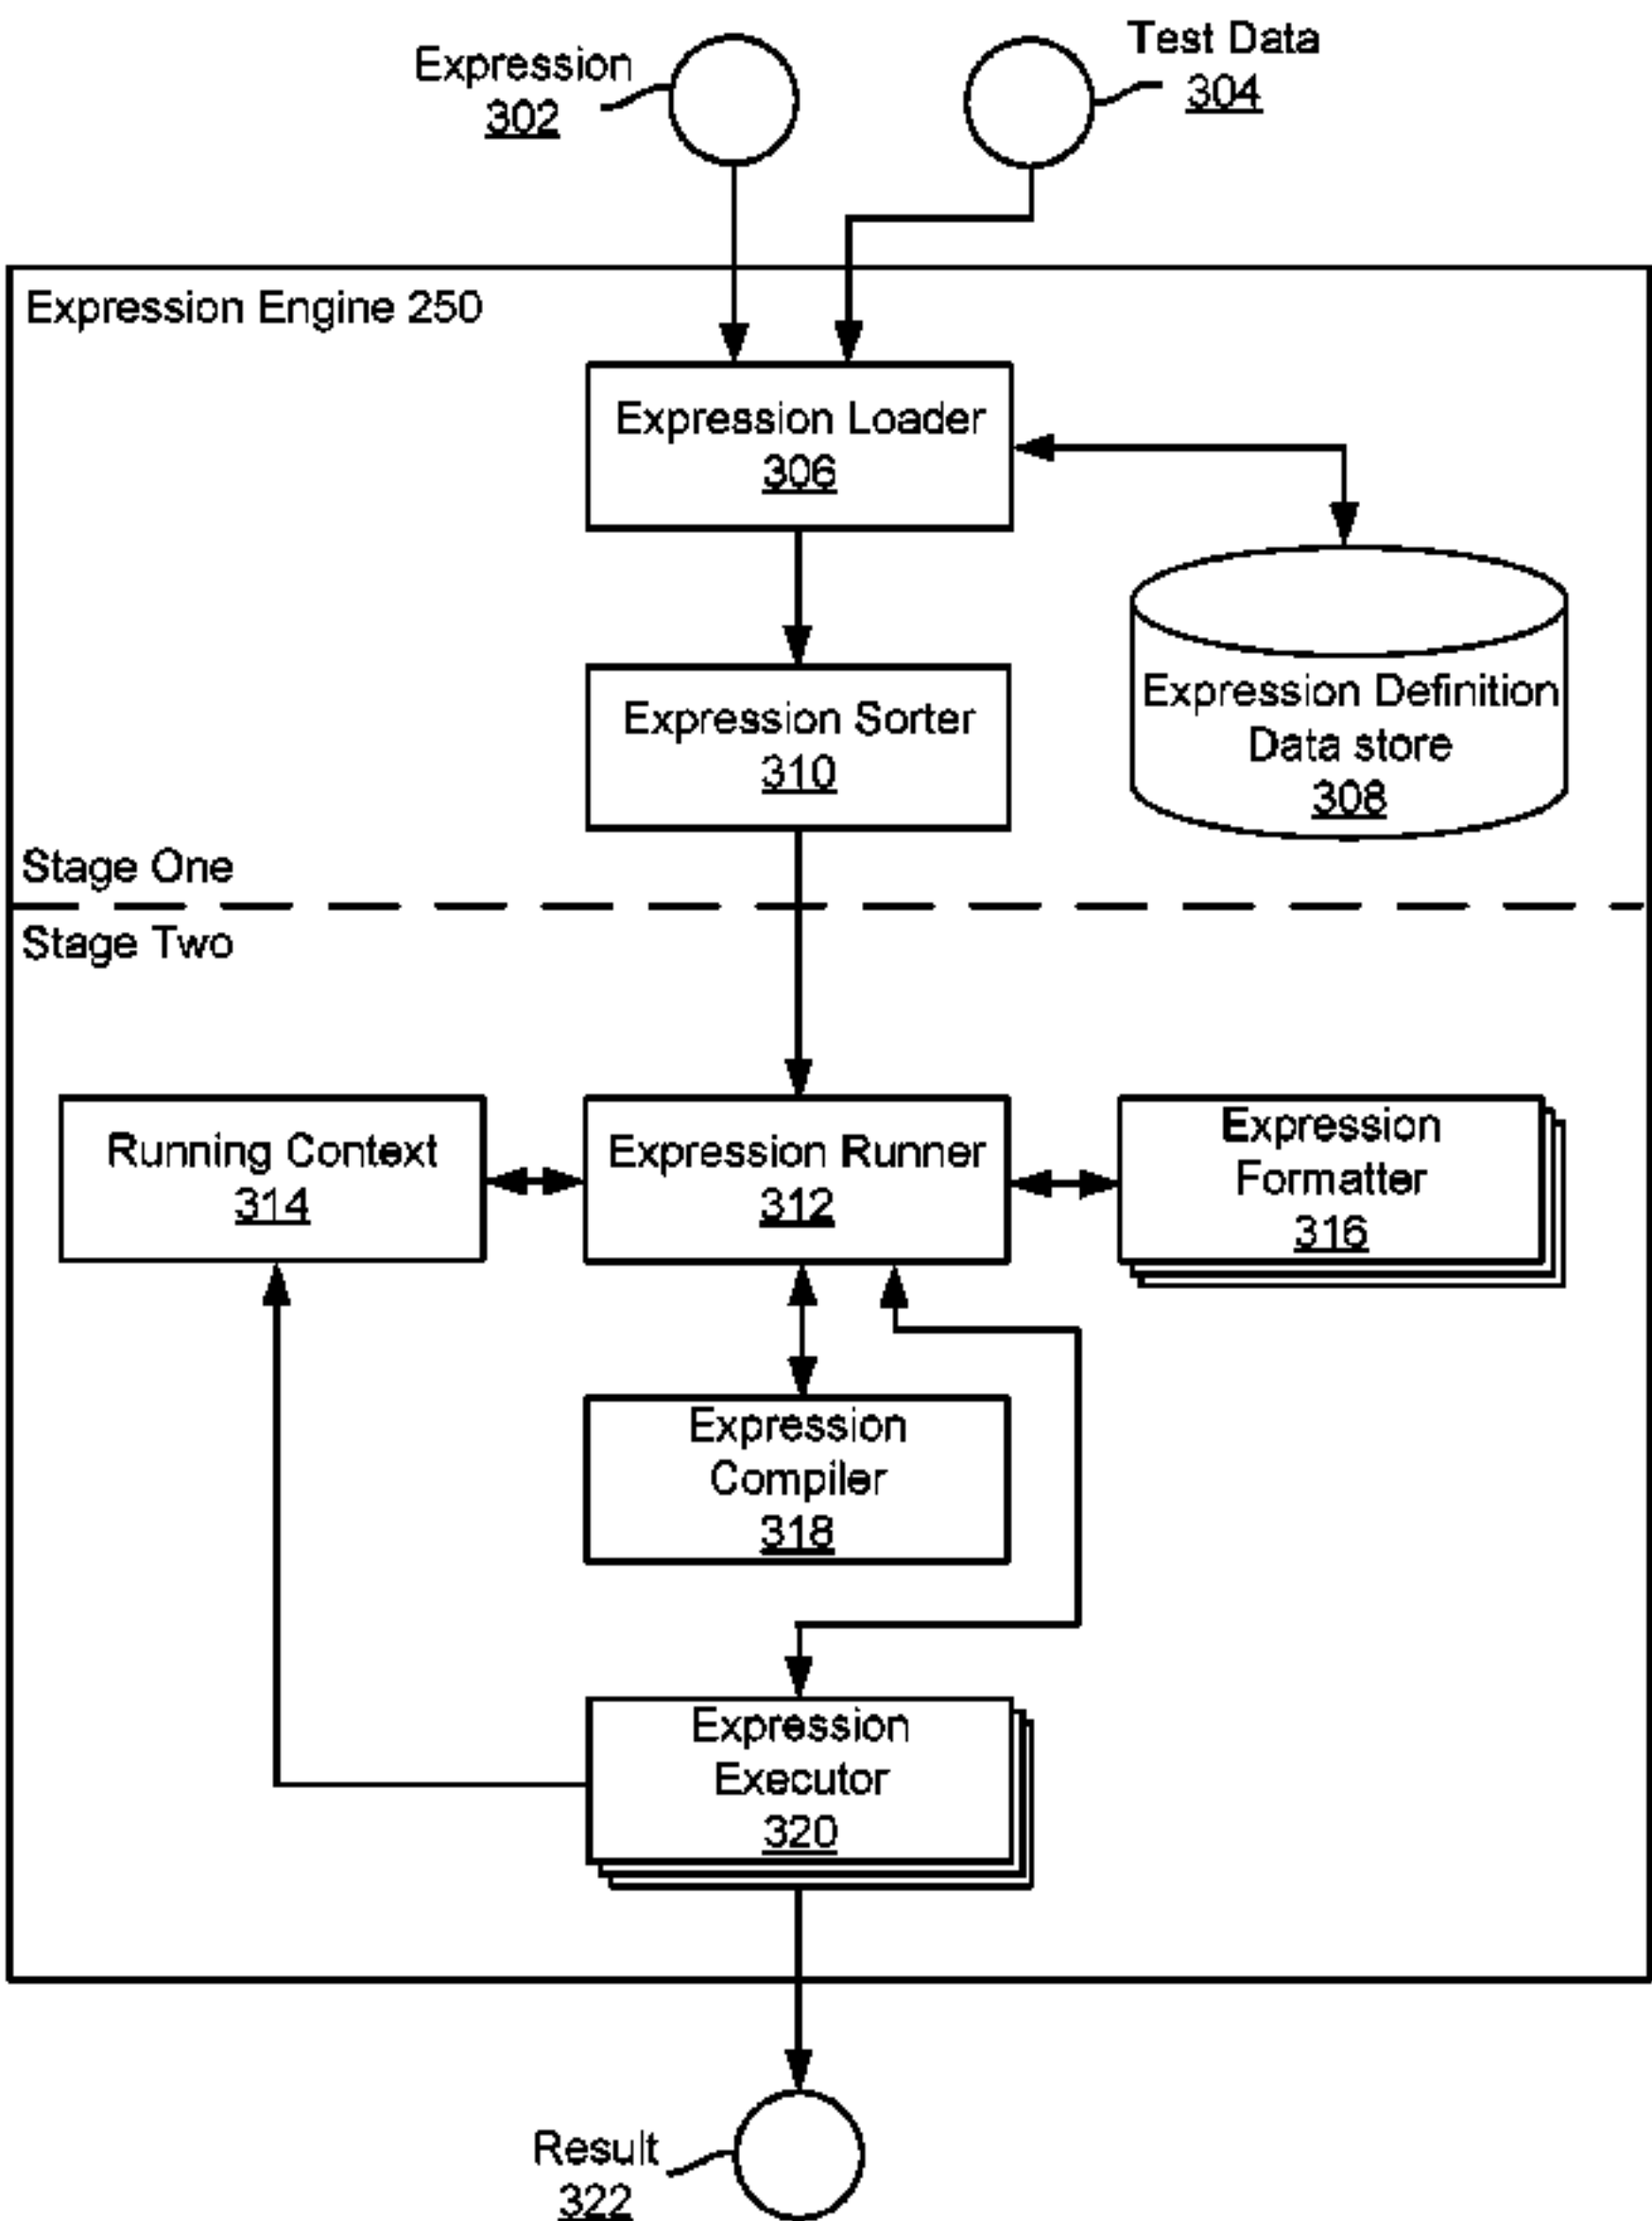 Expression
302
Test Data
304
Expression Engine 250
Expression Loader
306
Expression Sorter
310
Expression Definition
Data store
308
Stage One
Stage Two
Running Context
314
Expression Runner
312
Expression
Formatter
316
Expression
Compiler
318
Expression
Executor
320
Result
322